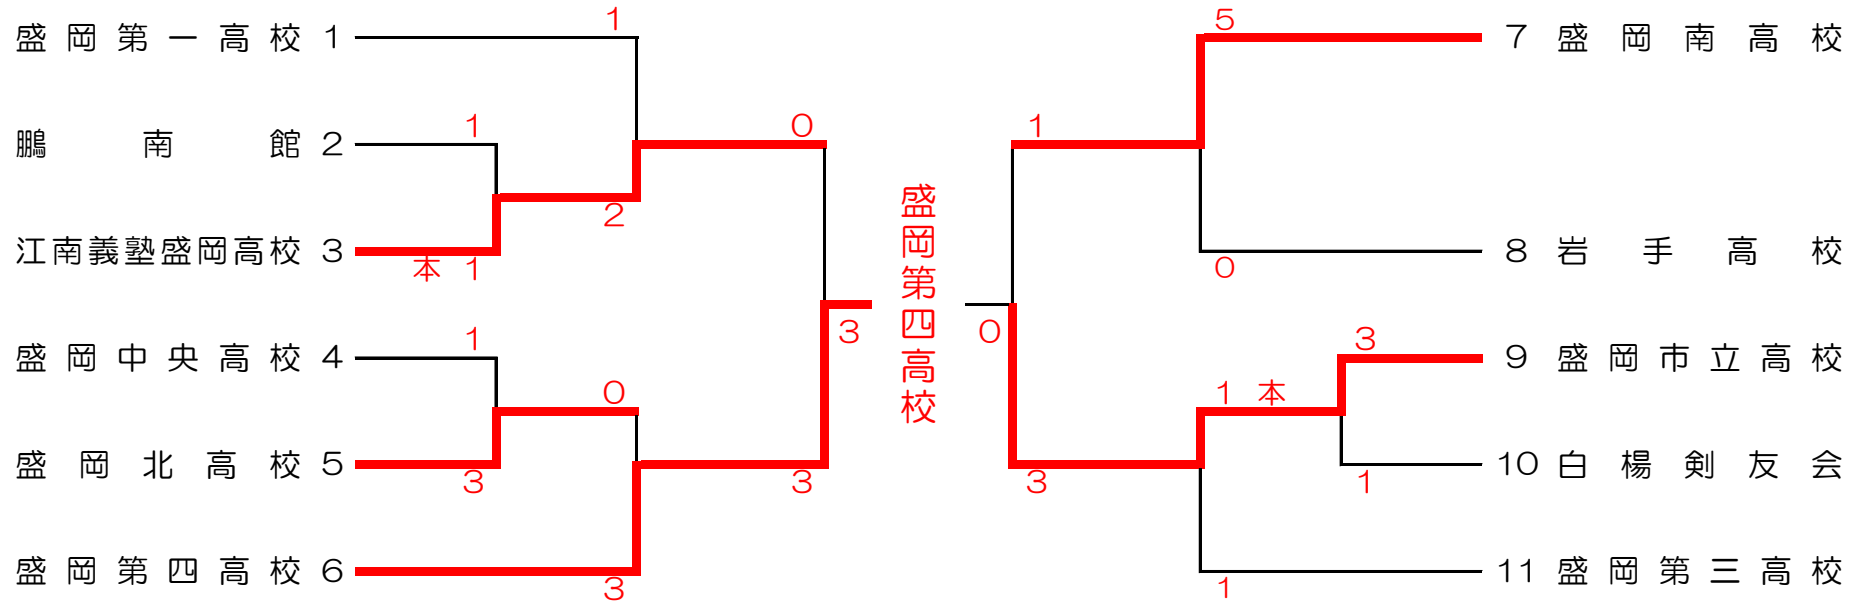 盛岡第一高校 1
鵬南館 2
江南義塾盛岡高校 3
盛岡中央高校 4
盛岡北高校 5
盛岡第四高校 6
1
1
2
本 1
1
0
3
3
0
3
3
盛岡第四高校
0
1
3
5
0
3
1 本
1
1
7 盛岡南高校
8 岩手高校
9 盛岡市立高校
10 白楊剣友会
11 盛岡第三高校